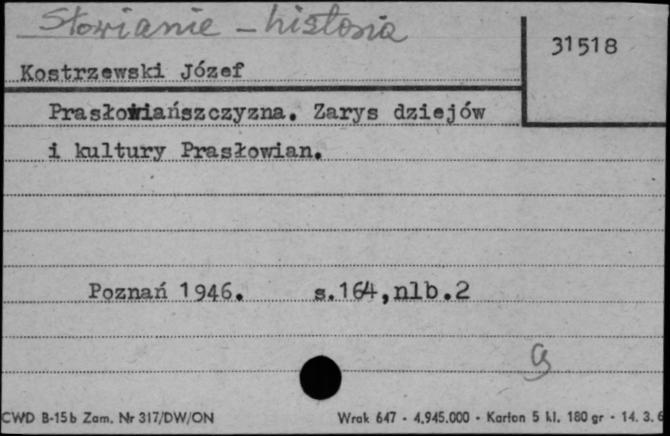 Słowianie - historia
31518
Kostrzewski Józef
Prasłowiańszczyzna. Zarys dziejów
i kultury Prasłowian.
Poznań 1946. s.164,nlb.2
CWD B-15b Zam. Nr 317/DW/ON Wrak 647 - 4.945.000 - Karton 5 kl. 180 gr - 14. 3. 6